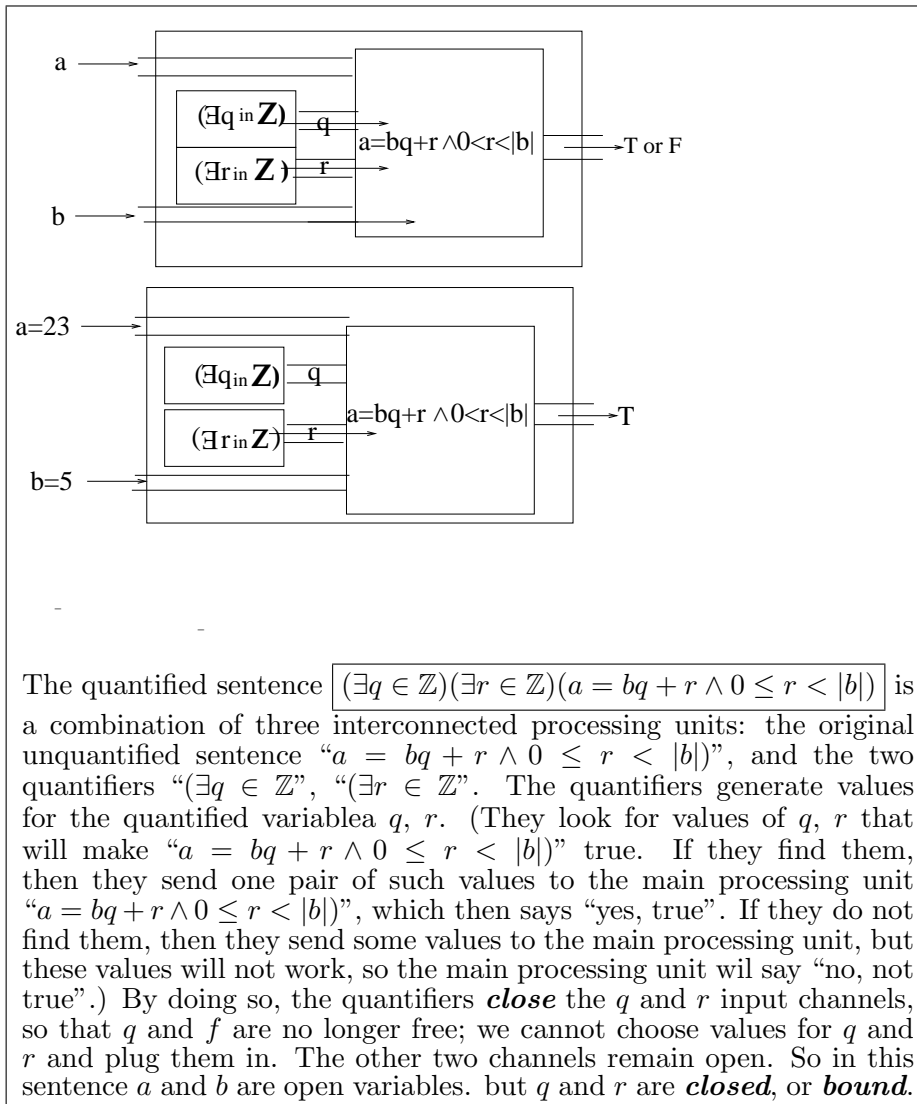 a
(∃q in Z)
q
a=bq+r ∧0<r<|b|
T or F
(∃r in Z )
r
b
a=23
(∃q in Z)
q
a=bq+r ∧0<r<|b|
T
(∃ r in Z)
r
b=5
The quantified sentence (∃q ∈ ℤ)(∃r ∈ ℤ)(a = bq + r ∧ 0 ≤ r < |b|) is
a combination of three interconnected processing units: the original
unquantified sentence “a = bq + r ∧ 0 ≤ r < |b|)”, and the two
quantifiers “(∃q ∈ ℤ”, “(∃r ∈ ℤ”. The quantifiers generate values
for the quantified variablea q, r. (They look for values of q, r that
will make “a = bq + r ∧ 0 ≤ r < |b|)” true. If they find them,
then they send one pair of such values to the main processing unit
“a = bq + r ∧ 0 ≤ r < |b|)”, which then says “yes, true”. If they do not
find them, then they send some values to the main processing unit, but
these values will not work, so the main processing unit wil say “no, not
true”.) By doing so, the quantifiers close the q and r input channels,
so that q and f are no longer free; we cannot choose values for q and
r and plug them in. The other two channels remain open. So in this
sentence a and b are open variables. but q and r are closed, or bound.